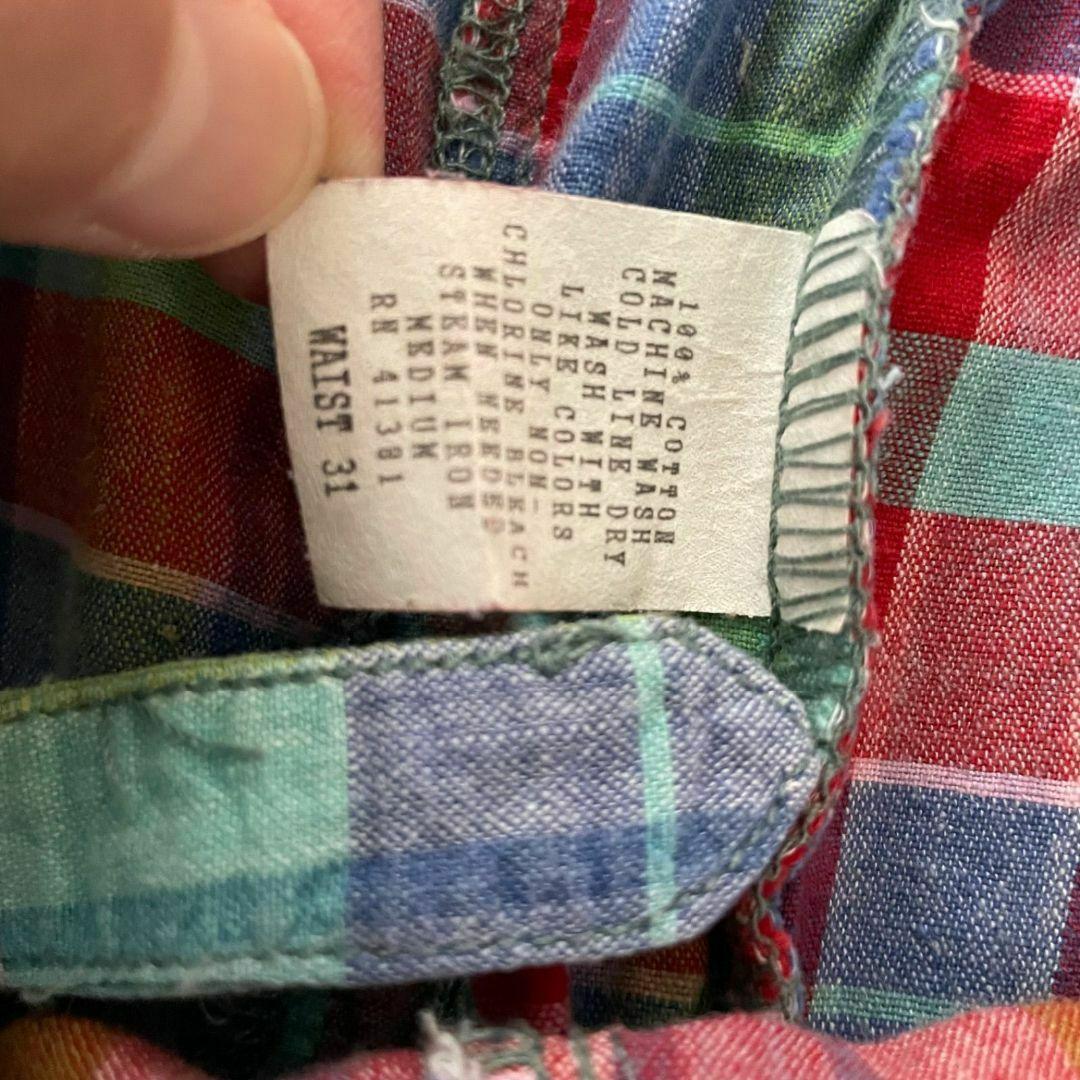 100% COTTON
MACHINE WASH
COLD LINE DRY
WASH WITH
LIKE COLORS
ONLY NON-
CHLORINE BLEACH
WHEN NEEDED
STEAM IRON
MEDIUM
RN 41381
WAIST 31